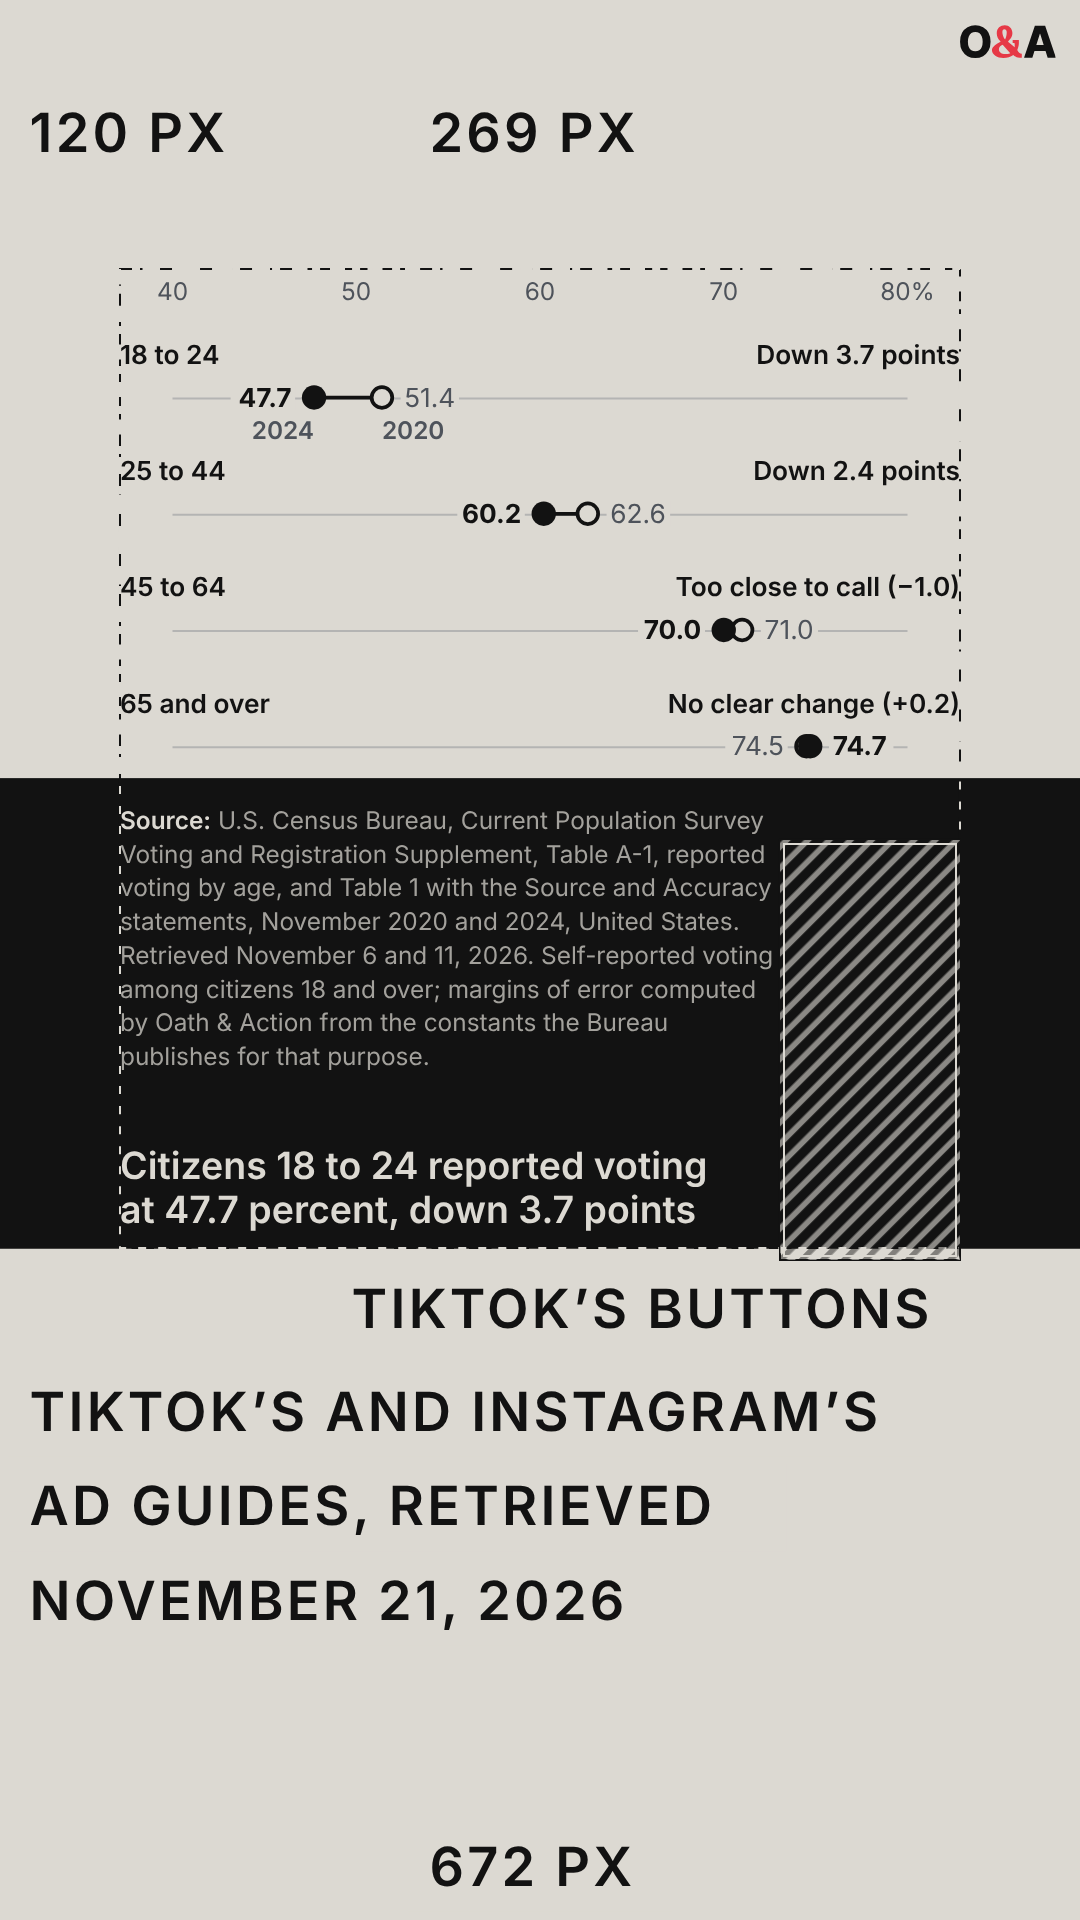 O&A
120 PX 269 PX
40 50 60 70 80%
18 to 24 Down 3.7 points
47.7 51.4
2024 2020
25 to 44 Down 2.4 points
60.2 62.6
45 to 64 Too close to call (−1.0)
70.0 71.0
65 and over No clear change (+0.2)
74.5 74.7
Source: U.S. Census Bureau, Current Population Survey
Voting and Registration Supplement, Table A-1, reported
voting by age, and Table 1 with the Source and Accuracy
statements, November 2020 and 2024, United States.
Retrieved November 6 and 11, 2026. Self-reported voting
among citizens 18 and over; margins of error computed
by Oath & Action from the constants the Bureau
publishes for that purpose.
Citizens 18 to 24 reported voting
at 47.7 percent, down 3.7 points
TIKTOK’S BUTTONS
TIKTOK’S AND INSTAGRAM’S
AD GUIDES, RETRIEVED
NOVEMBER 21, 2026
672 PX